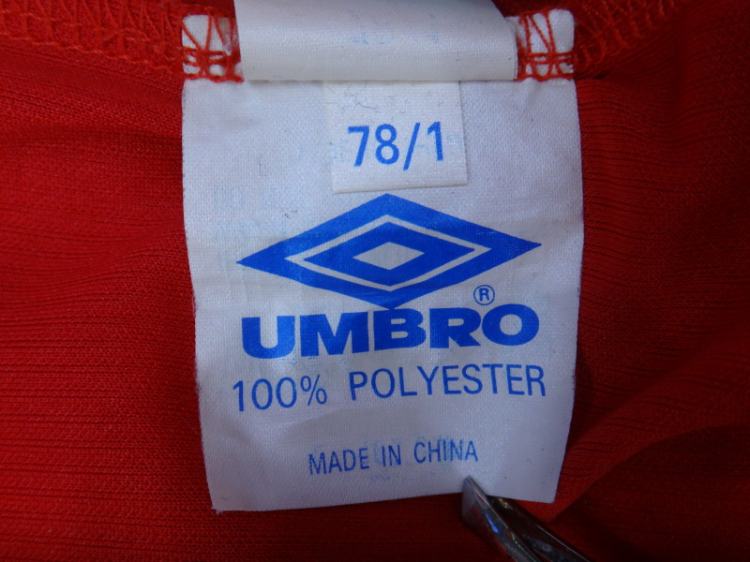 78/1
®
UMBRO
100% POLYESTER
MADE IN CHINA